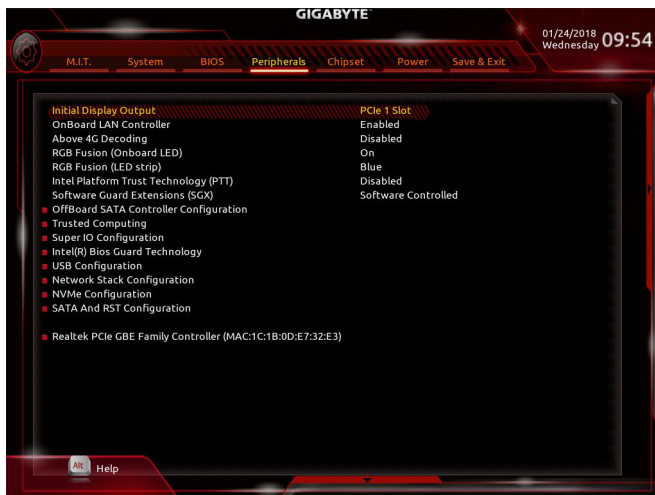 GIGABYTE™
01/24/2018
Wednesday 09:54
M.I.T. System BIOS Peripherals Chipset Power Save & Exit
Initial Display Output PCIe 1 Slot
OnBoard LAN Controller Enabled
Above 4G Decoding Disabled
RGB Fusion (Onboard LED) On
RGB Fusion (LED strip) Blue
Intel Platform Trust Technology (PTT) Disabled
Software Guard Extensions (SGX) Software Controlled
OffBoard SATA Controller Configuration
Trusted Computing
Super IO Configuration
Intel(R) Bios Guard Technology
USB Configuration
Network Stack Configuration
NVMe Configuration
SATA And RST Configuration
Realtek PCIe GBE Family Controller (MAC:1C:1B:0D:E7:32:E3)
Alt Help